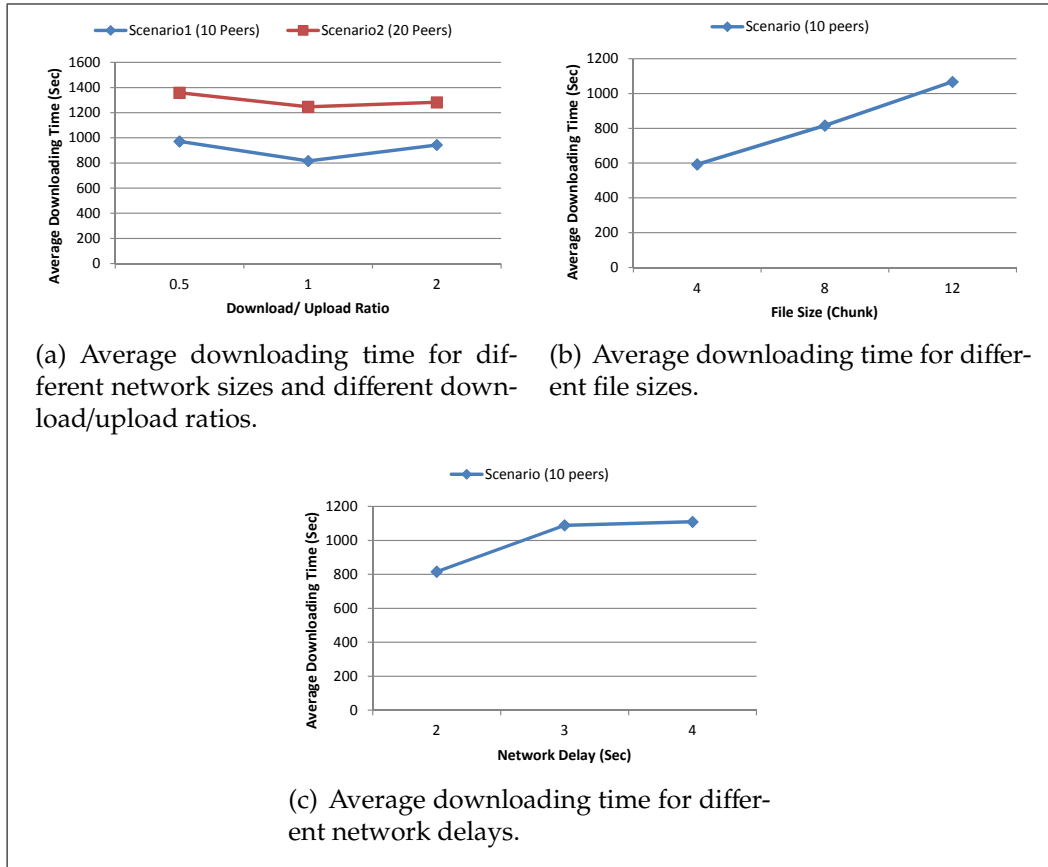 Scenario1 (10 Peers) Scenario2 (20 Peers)
Average Downloading Time (Sec)
1600
1400
1200
1000
800
600
400
200
0
0.5 1 2
Download/ Upload Ratio
(a) Average downloading time for dif-
ferent network sizes and different down-
load/upload ratios.
Scenario (10 peers)
Average Downloading Time (Sec)
1200
1000
800
600
400
200
0
4 8 12
File Size (Chunk)
(b) Average downloading time for differ-
ent file sizes.
Scenario (10 peers)
Average Downloading Time (Sec)
1200
1000
800
600
400
200
0
2 3 4
Network Delay (Sec)
(c) Average downloading time for differ-
ent network delays.